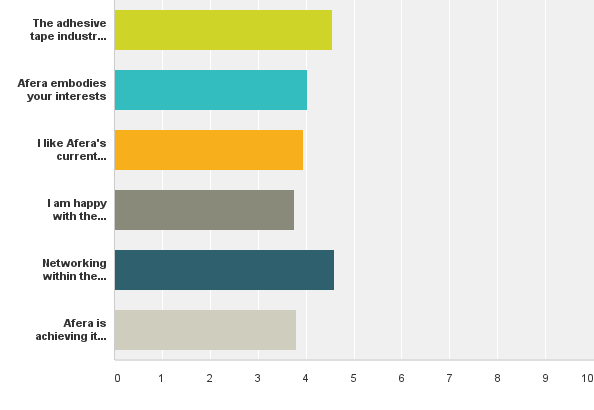 The adhesive
tape industr...
Afera embodies
your interests
I like Afera's
current...
I am happy
with the...
Networking
within the...
Afera is
achieving it...
0 1 2 3 4 5 6 7 8 9 10